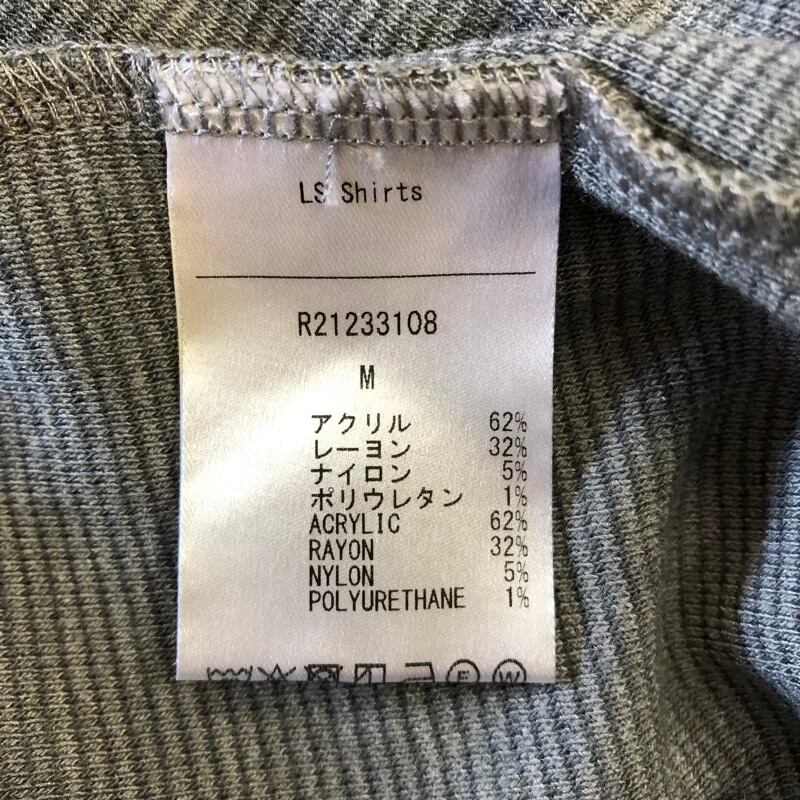 LS Shirts
R21233108
M
アクリル 62%
レーヨン 32%
ナイロン 5%
ポリウレタン 1%
ACRYLIC 62%
RAYON 32%
NYLON 5%
POLYURETHANE 1%
F W